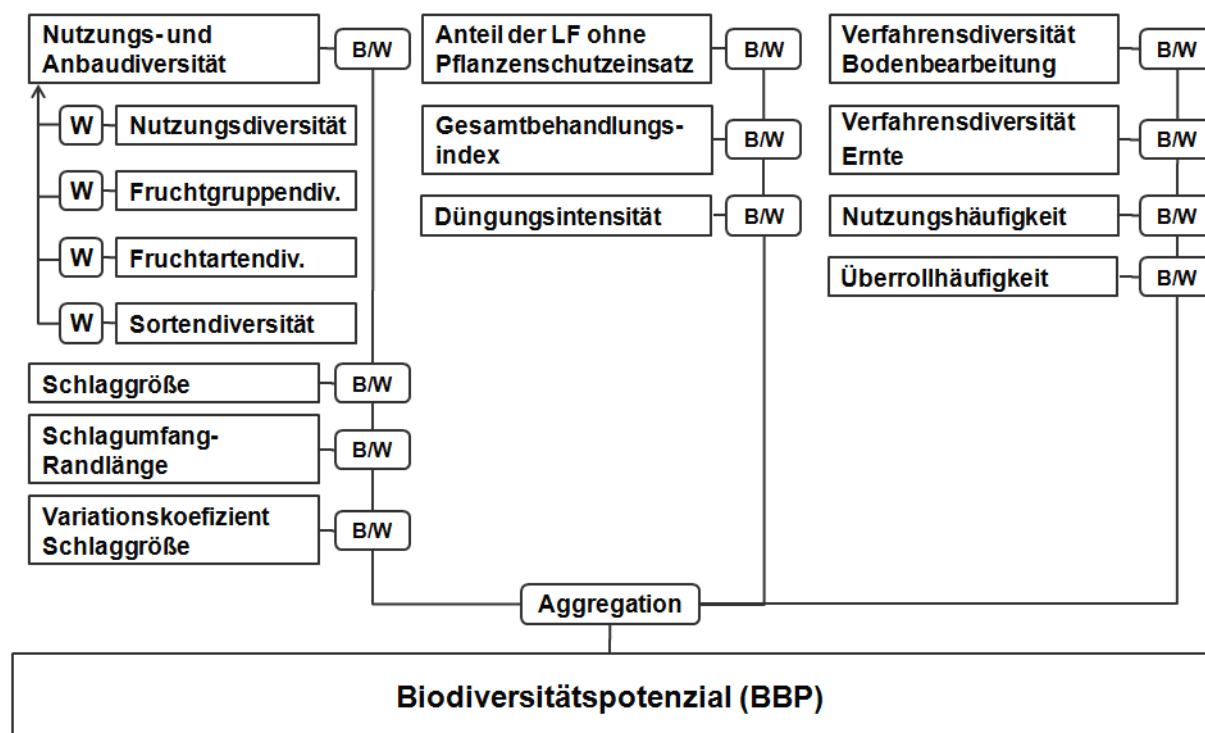 Nutzungs- und
Anbaudiversität
B/W
W
Nutzungsdiversität
W
Fruchtgruppendiv.
W
Fruchtartendiv.
W
Sortendiversität
Schlaggröße
B/W
Schlagumfang-
Randlänge
B/W
Variationskoefizient
Schlaggröße
B/W
Anteil der LF ohne
Pflanzenschutzeinsatz
B/W
Gesamtbehandlungs-
index
B/W
Düngungsintensität
B/W
Verfahrensdiversität
Bodenbearbeitung
B/W
Verfahrensdiversität
Ernte
B/W
Nutzungshäufigkeit
B/W
Überrollhäufigkeit
B/W
Aggregation
Biodiversitätspotenzial (BBP)